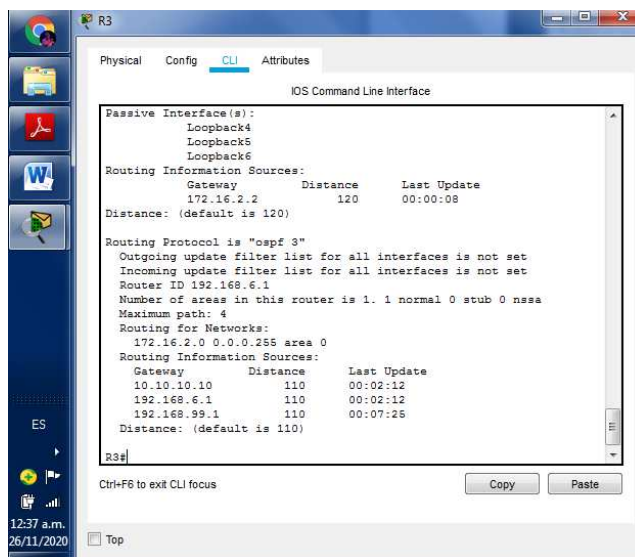 R3
Physical Config CLI Attributes
IOS Command Line Interface
Passive Interface(s):
Loopback4
Loopback5
Loopback6
Routing Information Sources:
Gateway Distance Last Update
172.16.2.2 120 00:00:08
Distance: (default is 120)
Routing Protocol is "ospf 3"
Outgoing update filter list for all interfaces is not set
Incoming update filter list for all interfaces is not set
Router ID 192.168.6.1
Number of areas in this router is 1. 1 normal 0 stub 0 nssa
Maximum path: 4
Routing for Networks:
172.16.2.0 0.0.0.255 area 0
Routing Information Sources:
Gateway Distance Last Update
10.10.10.10 110 00:02:12
192.168.6.1 110 00:02:12
192.168.99.1 110 00:07:25
Distance: (default is 110)
R3#
Ctrl+F6 to exit CLI focus
Copy Paste
Top
W
ES
12:37 a.m.
26/11/2020